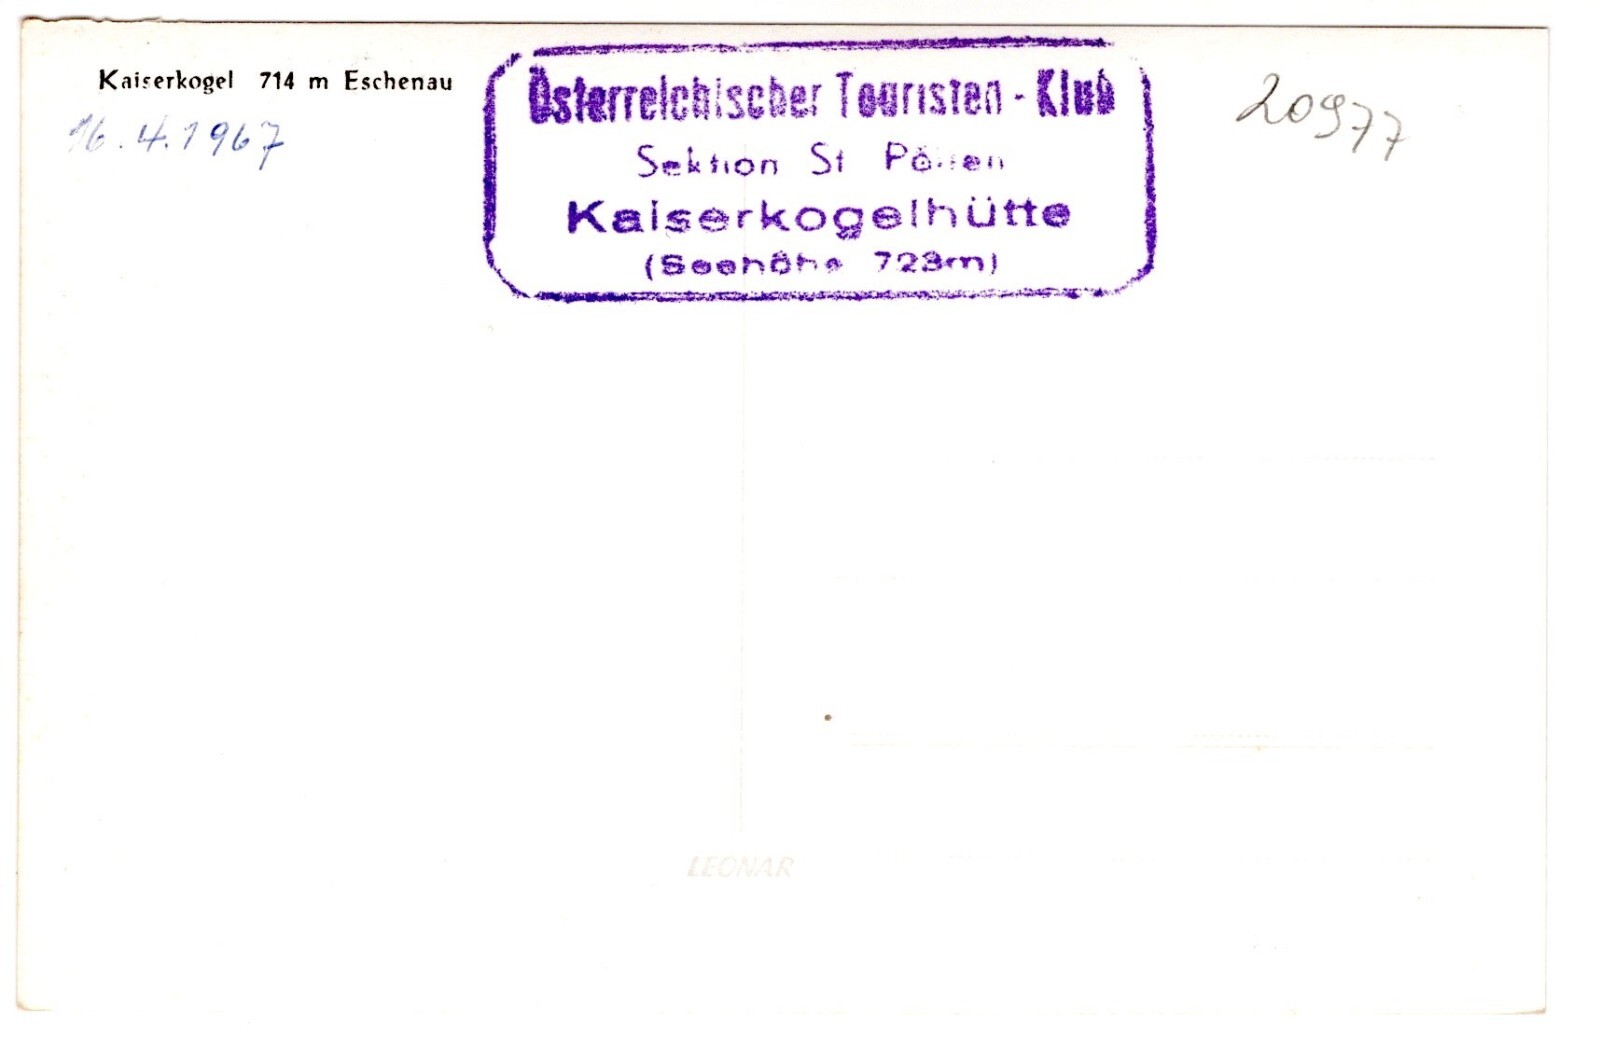 Kaiserkogel 714 m Eschenau
16.4.1967
Österreichischer Touristen-Klub
Sektion St Pölten
Kaiserkogelhütte
(Seehöhe 723m)
20977
LEONAR